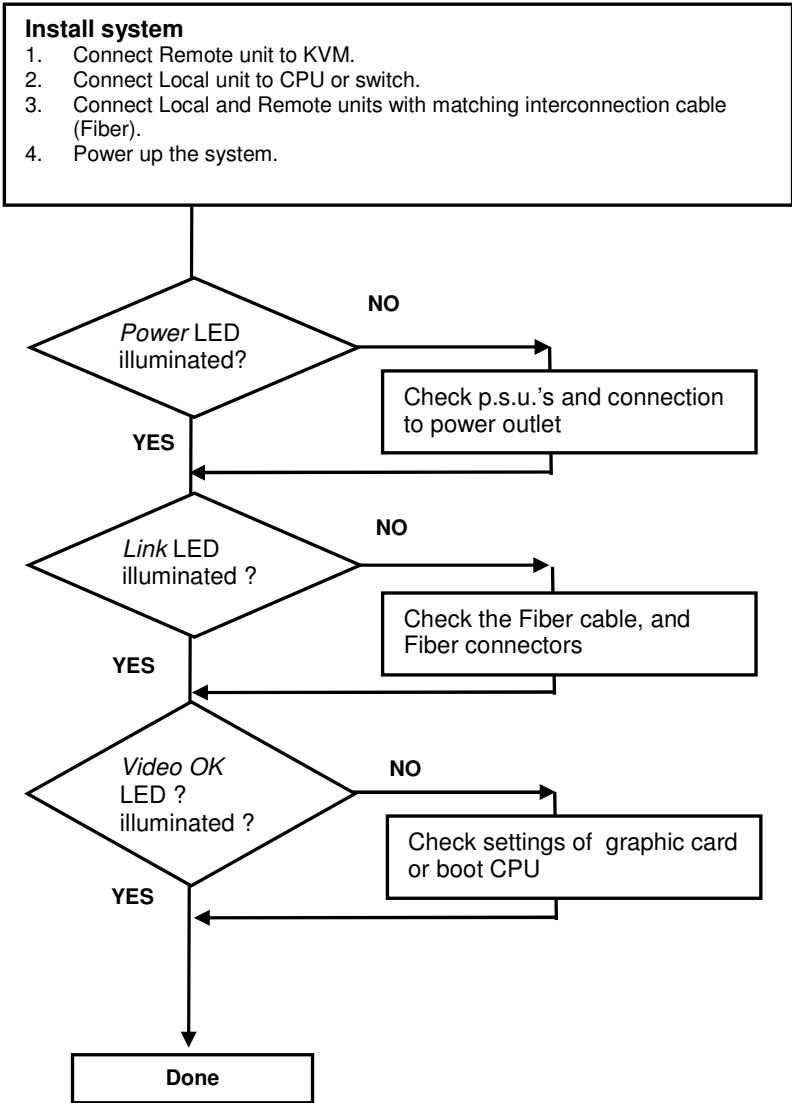 Install system
1. Connect Remote unit to KVM.
2. Connect Local unit to CPU or switch.
3. Connect Local and Remote units with matching interconnection cable
(Fiber).
4. Power up the system.
NO
Power LED
illuminated?
Check p.s.u.'s and connection
to power outlet
YES
NO
Link LED
illuminated ?
Check the Fiber cable, and
Fiber connectors
YES
Video OK
LED ?
illuminated ?
NO
Check settings of graphic card
or boot CPU
YES
Done